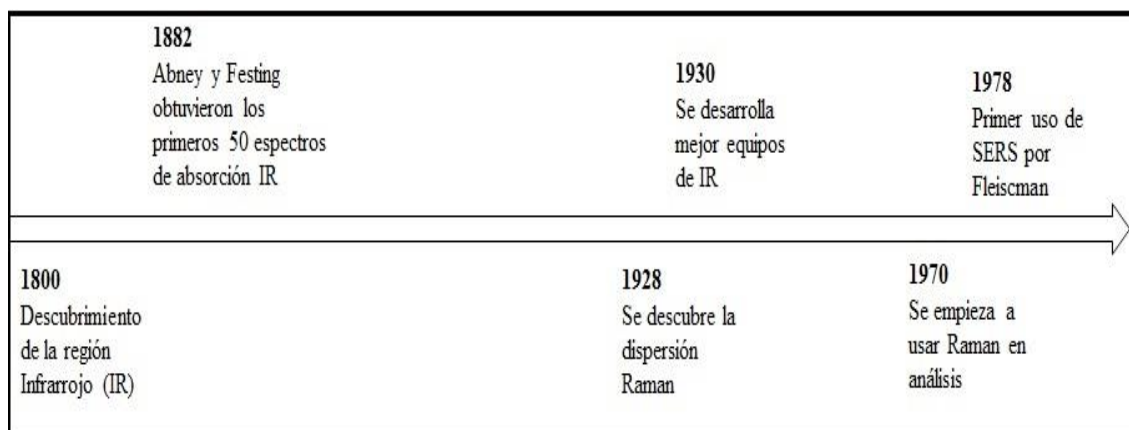 1882
Abney y Festing
obtuvieron los
primeros 50 espectros
de absorción IR
1930
Se desarrolla
mejor equipos
de IR
1978
Primer uso de
SERS por
Fleiscman
1800
Descubrimiento
de la región
Infrarrojo (IR)
1928
Se descubre la
dispersión
Raman
1970
Se empieza a
usar Raman en
análisis